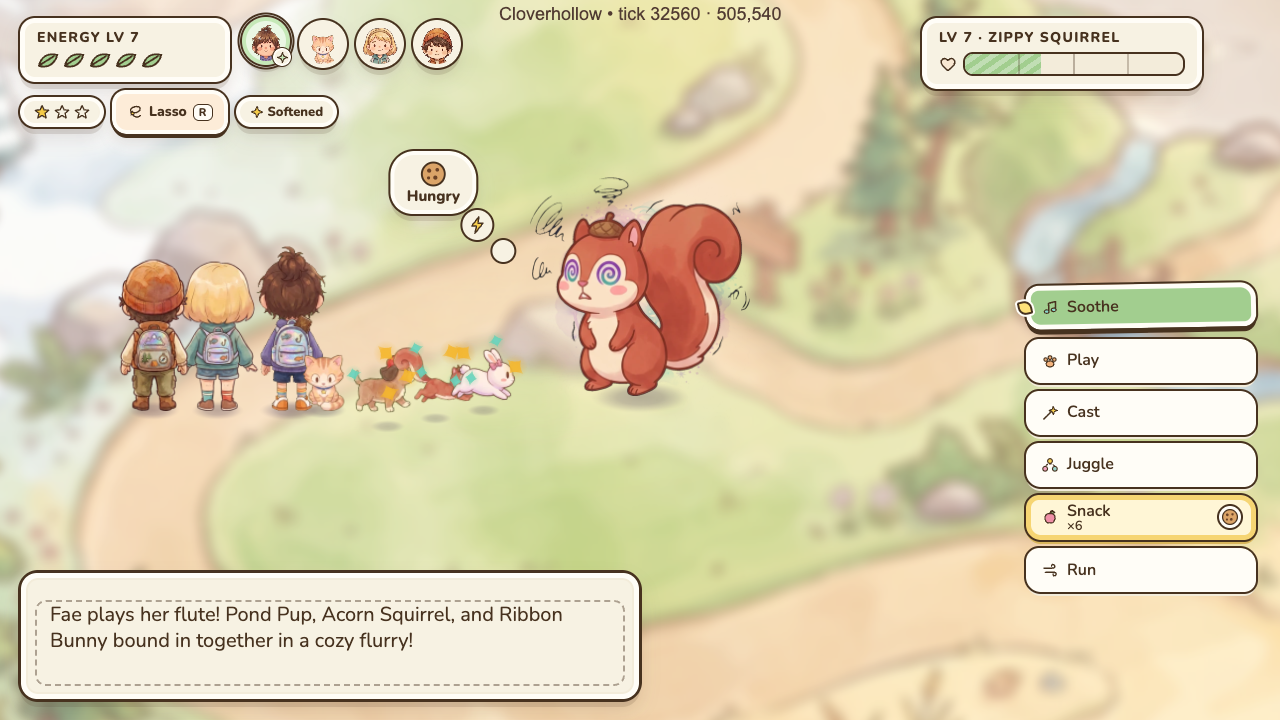 Cloverhollow • tick 32560 · 505,540
ENERGY LV 7
LV 7 · ZIPPY SQUIRREL
Lasso R
Softened
Hungry
Soothe
Play
Cast
Juggle
Snack
×6
Run
Fae plays her flute! Pond Pup, Acorn Squirrel, and Ribbon
Bunny bound in together in a cozy flurry!